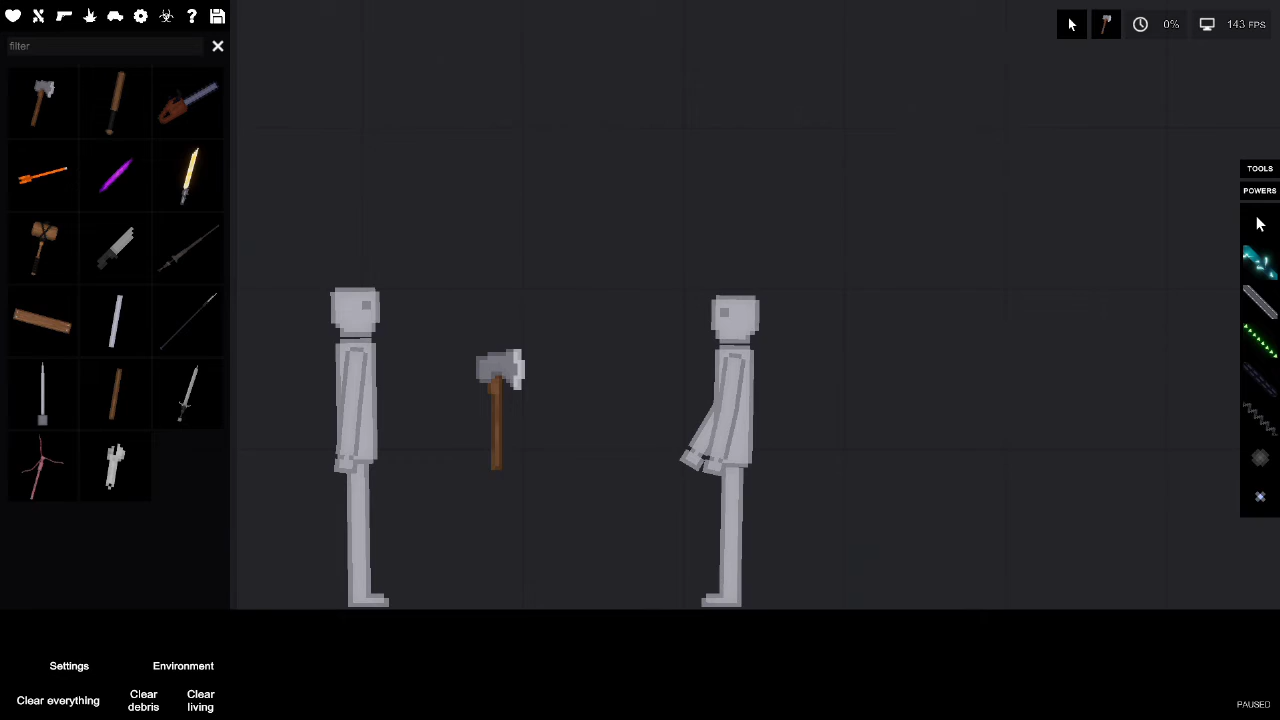 filter
0%
143 FPS
TOOLS
POWERS
Settings
Environment
Clear everything
Clear
debris
Clear
living
PAUSED